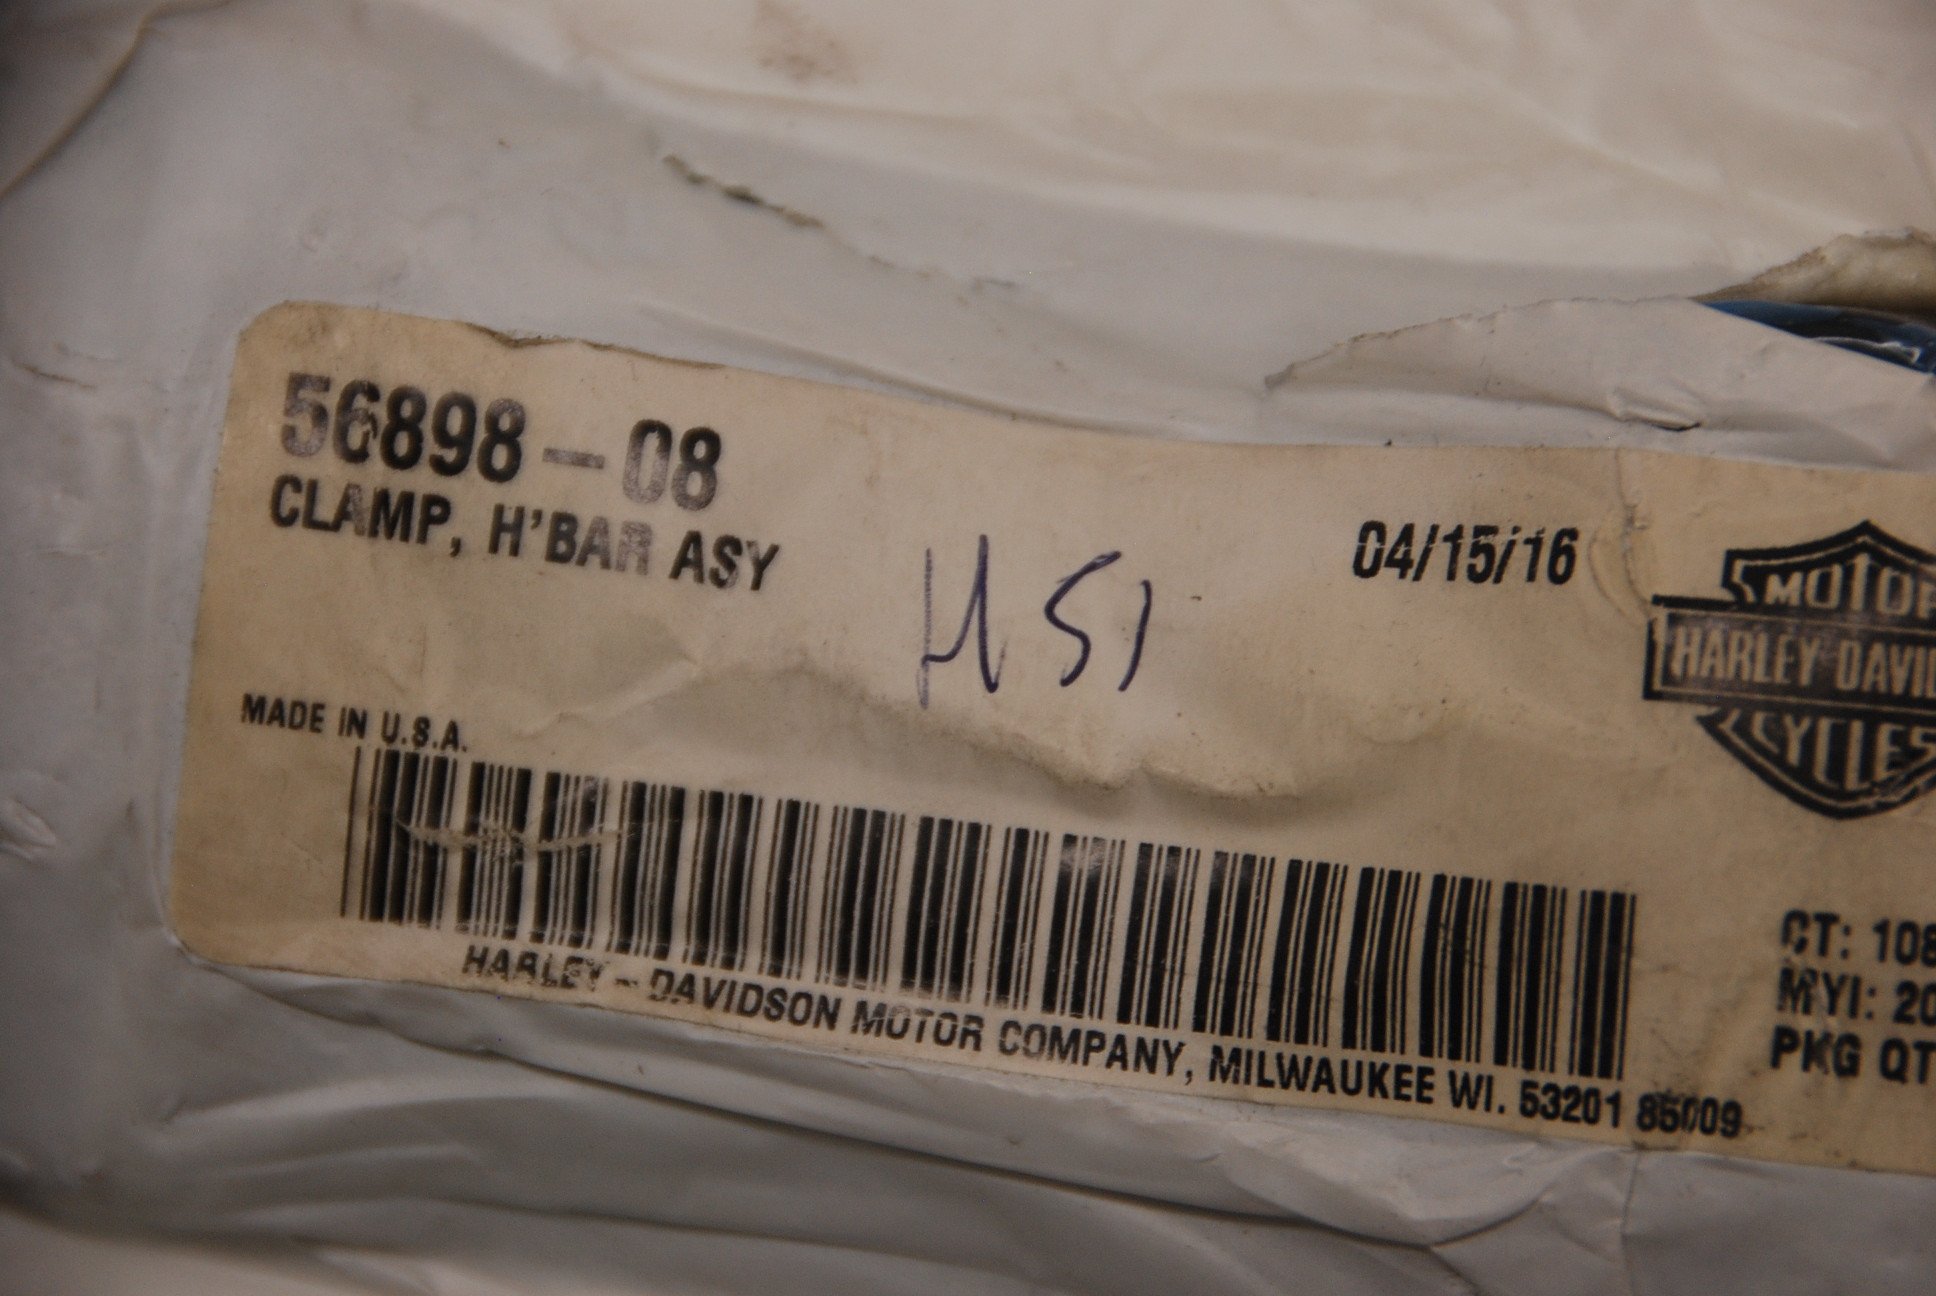 56898-08
CLAMP, H'BAR ASY
04/15/16
H51
MOTOR
HARLEY-DAVID
CYCLES
MADE IN U.S.A.
CT: 108
MYI: 20
PKG QT
HARLEY-DAVIDSON MOTOR COMPANY, MILWAUKEE WI. 53201 85009